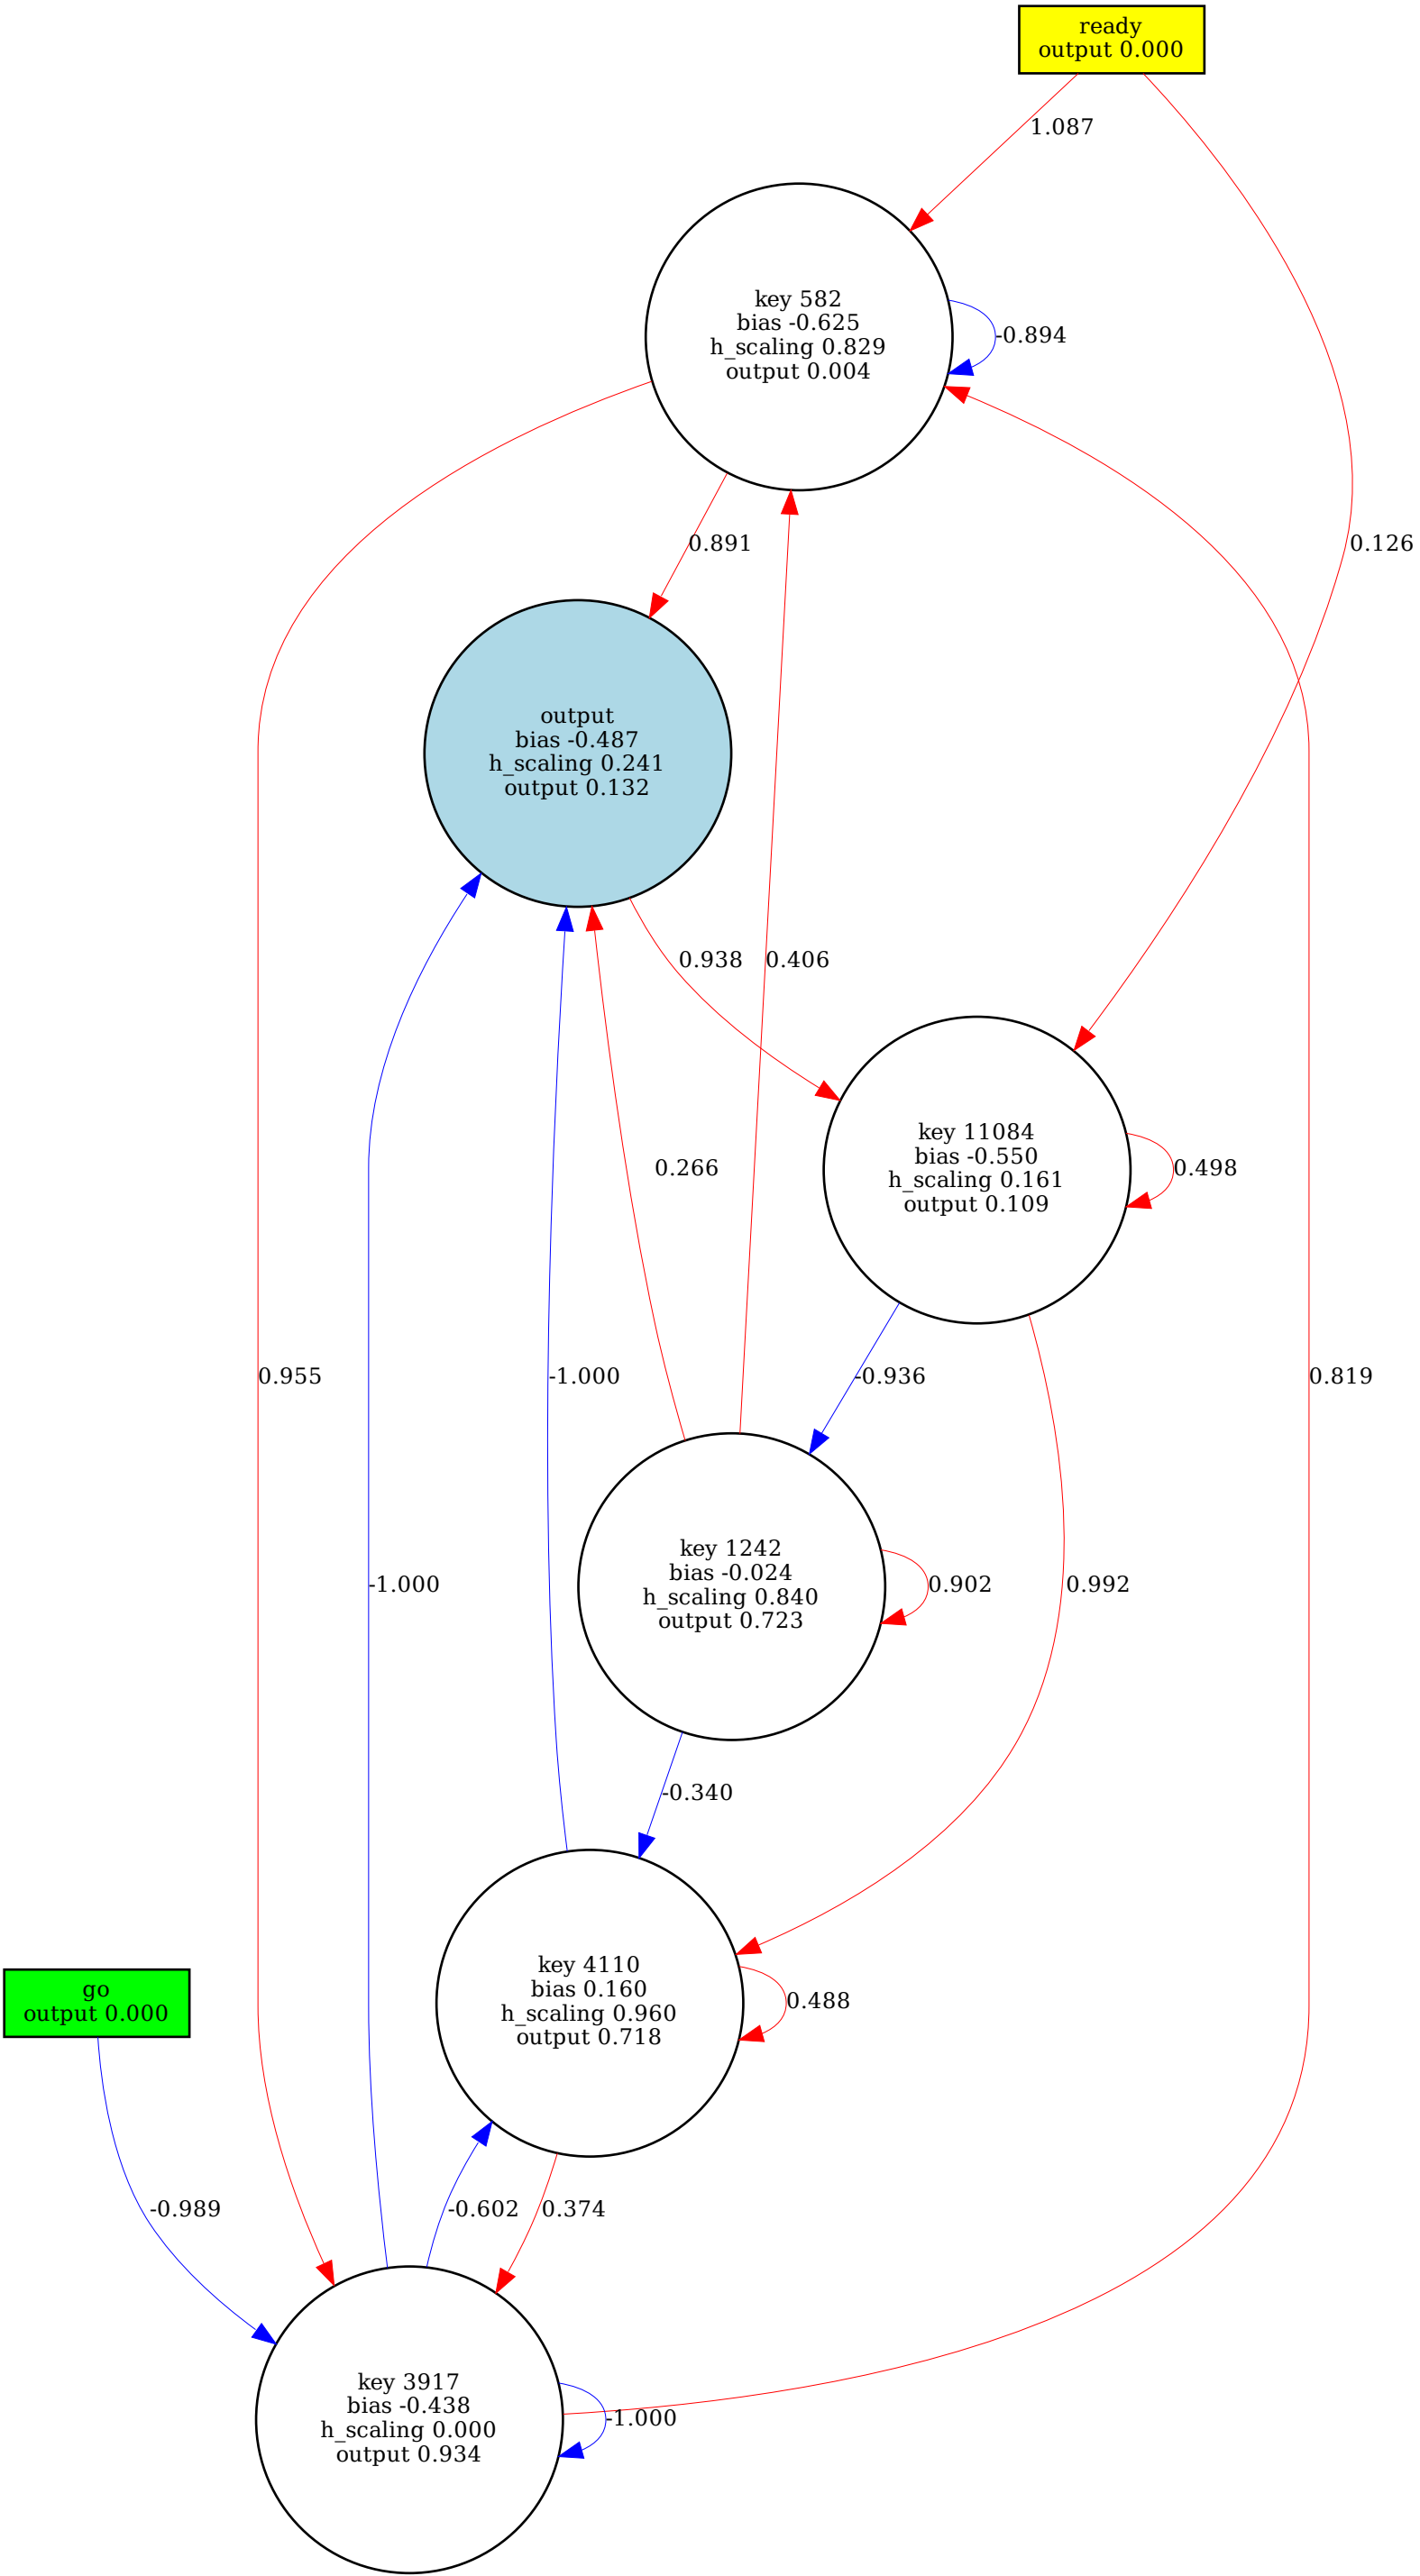 ready
output 0.000
1.087
key 582
bias -0.625
h_scaling 0.829
output 0.004
-0.894
0.891
0.126
output
bias -0.487
h_scaling 0.241
output 0.132
0.938
0.406
key 11084
bias -0.550
h_scaling 0.161
output 0.109
0.498
0.266
0.955
-1.000
-0.936
0.819
key 1242
bias -0.024
h_scaling 0.840
output 0.723
0.902
-1.000
0.992
-0.340
go
output 0.000
key 4110
bias 0.160
h_scaling 0.960
output 0.718
0.488
-0.989
-0.602
0.374
key 3917
bias -0.438
h_scaling 0.000
output 0.934
-1.000